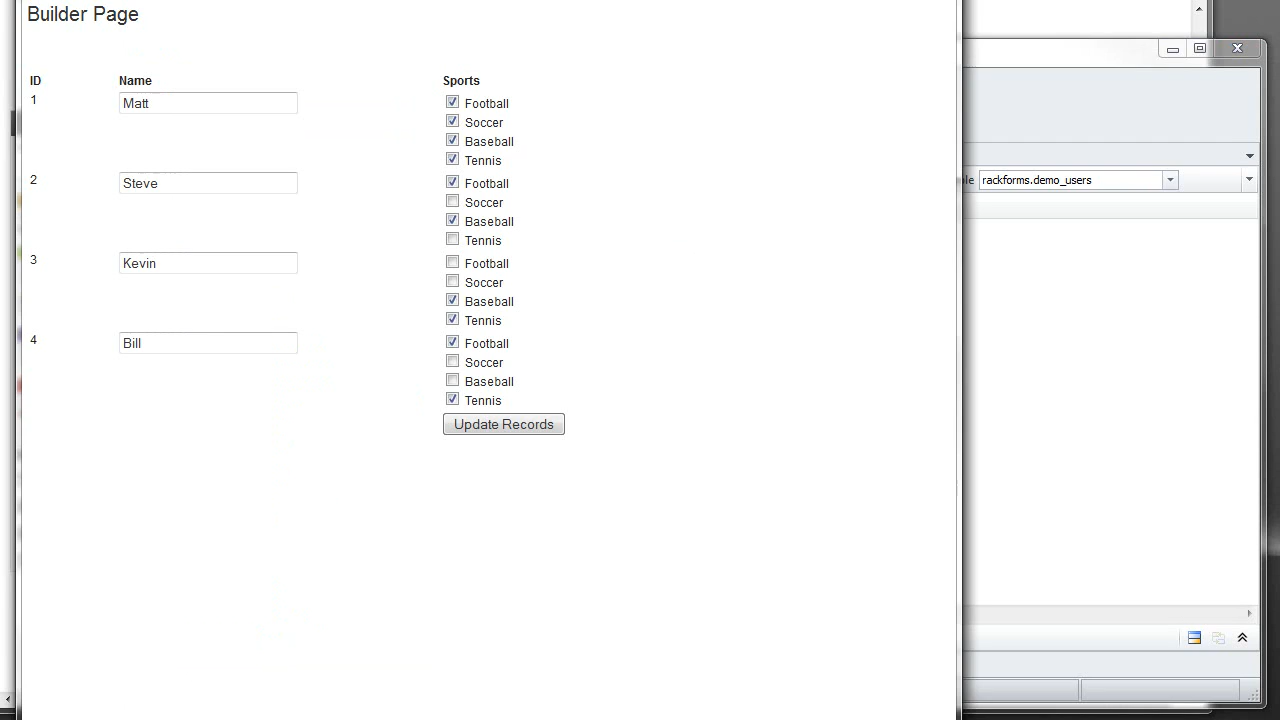 Builder Page
ID Name Sports
1 Matt Football
Soccer
Baseball
Tennis
2 Steve Football
Soccer
Baseball
Tennis
3 Kevin Football
Soccer
Baseball
Tennis
4 Bill Football
Soccer
Baseball
Tennis
Update Records
rackforms.demo_users